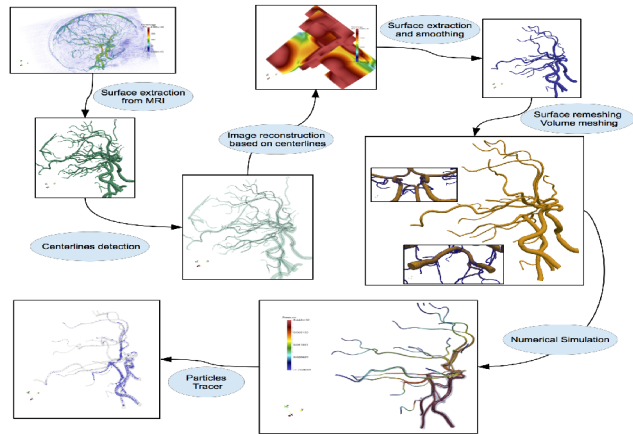 Surface extraction
and smoothing
Surface extraction
from MRI
Surface remeshing
Volume meshing
Image reconstruction
based on centerlines
Centerlines detection
Numerical Simulation
Particles
Tracer